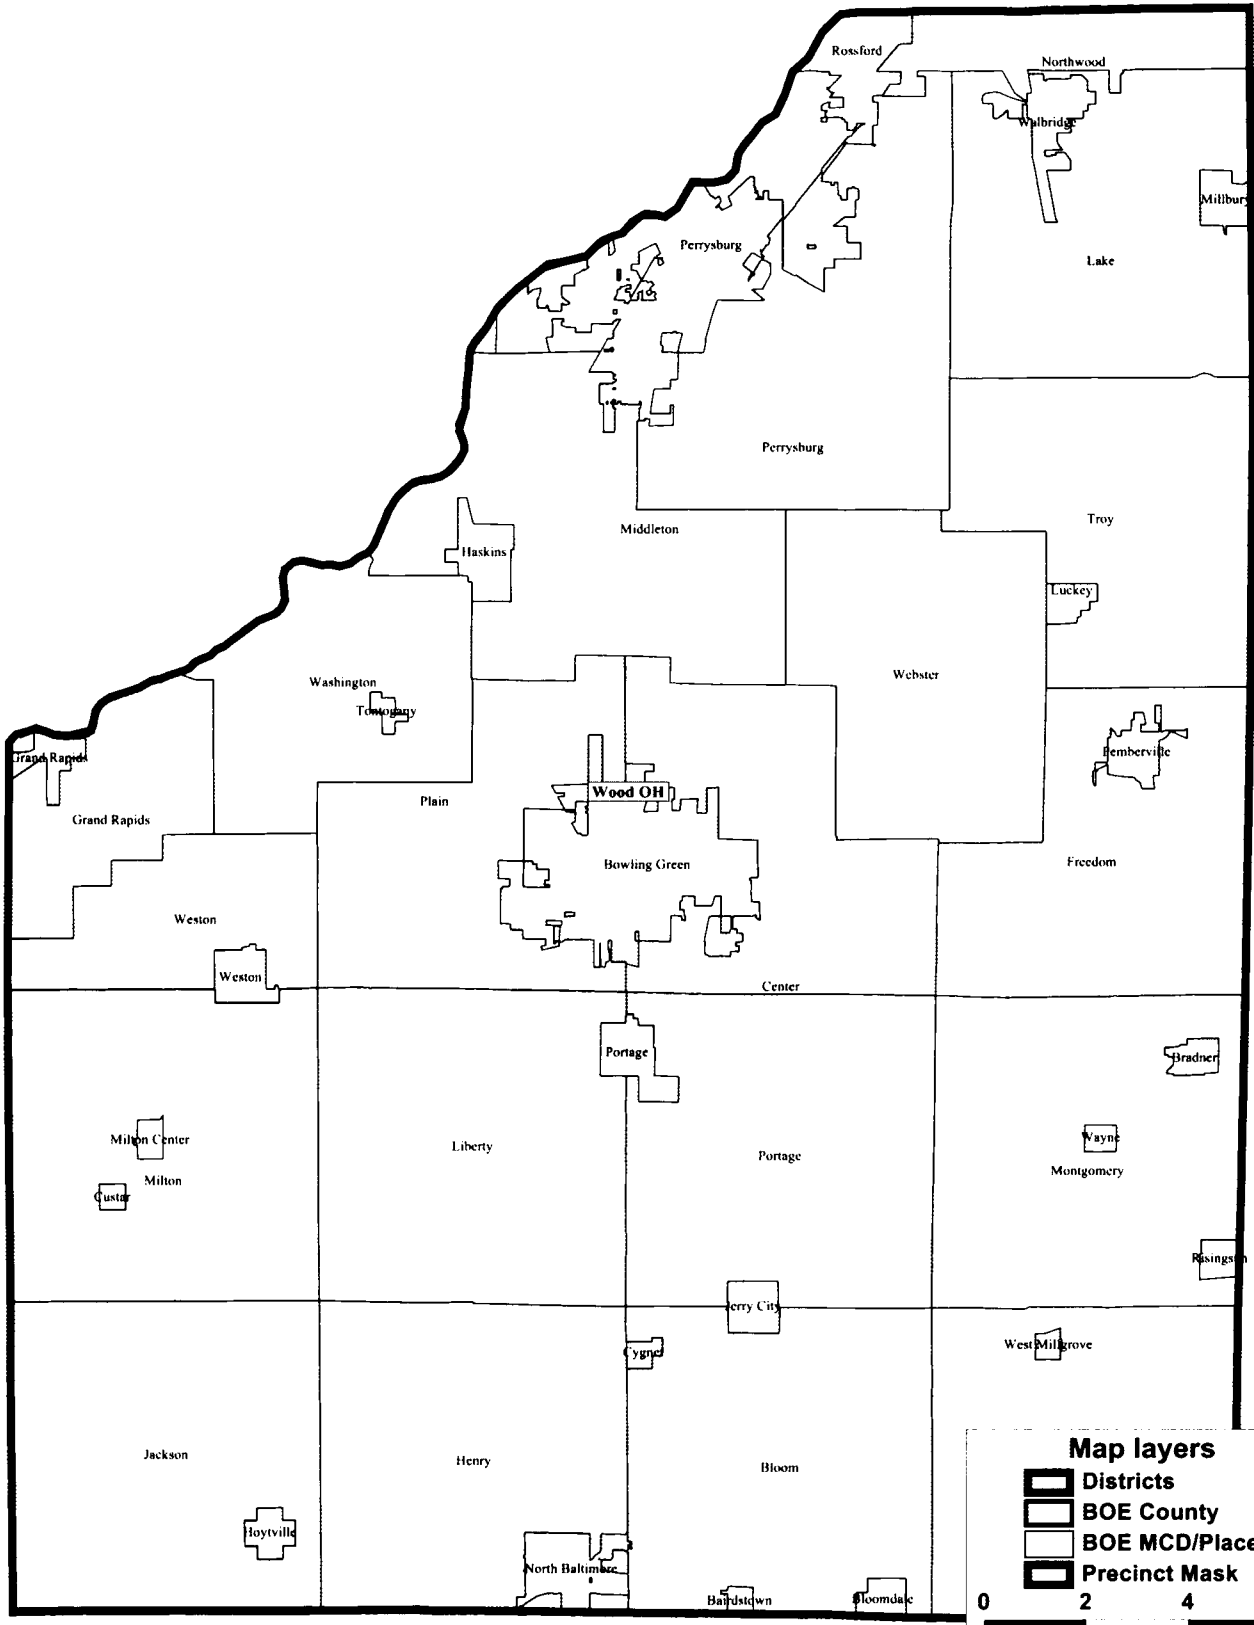 Rossford
Northwood
Walbridge
Millbury
Perrysburg
Lake
Perrysburg
Troy
Middleton
Haskins
Luckey
Webster
Washington
Tontogany
Pemberville
Grand Rapids
Wood OH
Plain
Grand Rapids
Bowling Green
Freedom
Weston
Weston
Center
Portage
Bradner
Milton Center
Liberty
Portage
Wayne
Montgomery
Milton
Custar
Risingsun
Jerry City
West Millgrove
Cygnet
Jackson
Henry
Bloom
Map layers
Districts
BOE County
BOE MCD/Place
Precinct Mask
Hoytville
North Baltimore
Bairdstown
Bloomdale
0 2 4